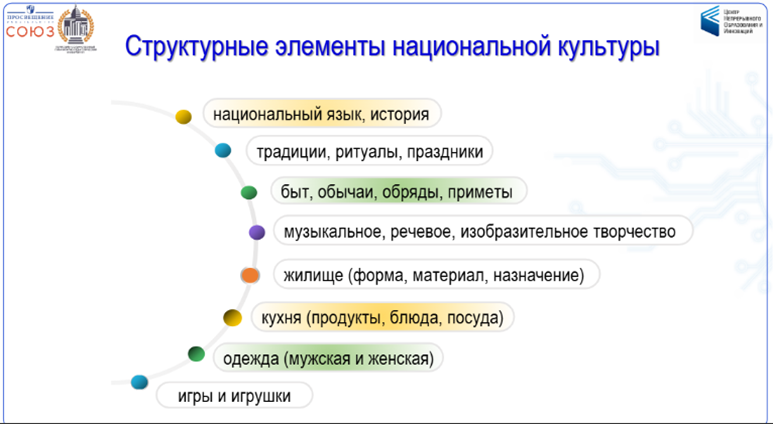 ПРОСВЕЩЕНИЕ
СОЮЗ
Центр
Непрерывного
Образования и
Инноваций
Структурные элементы национальной культуры
национальный язык, история
традиции, ритуалы, праздники
быт, обычаи, обряды, приметы
музыкальное, речевое, изобразительное творчество
жилище (форма, материал, назначение)
кухня (продукты, блюда, посуда)
одежда (мужская и женская)
игры и игрушки